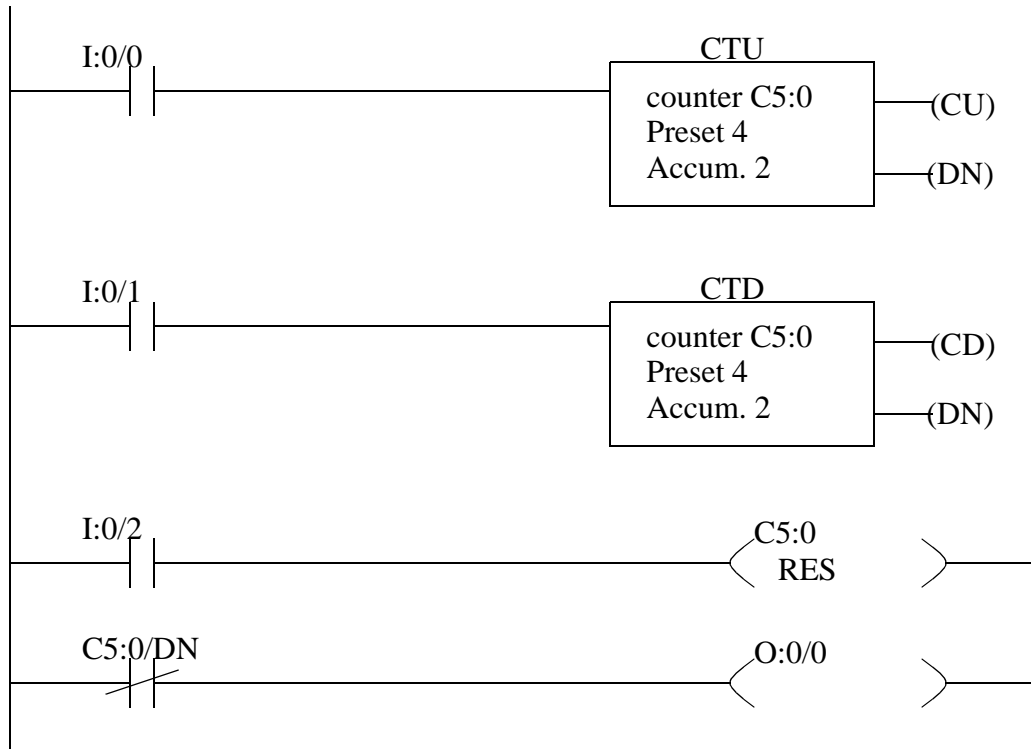 I:0/0
CTU
counter C5:0
Preset 4
Accum. 2
(CU)
(DN)
I:0/1
CTD
counter C5:0
Preset 4
Accum. 2
(CD)
(DN)
I:0/2
C5:0
RES
C5:0/DN
O:0/0